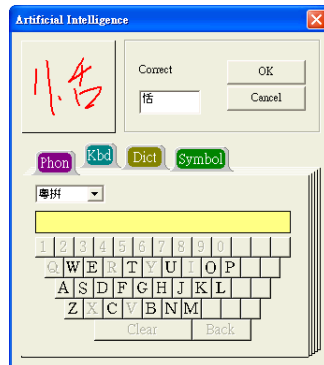 Artificial Intelligence
恬
Correct
OK
恬
Cancel
Phon
Kbd
Dict
Symbol
粵拼
1 2 3 4 5 6 7 8 9 0
Q W E R T Y U I O P
A S D F G H J K L
Z X C V B N M
Clear
Back